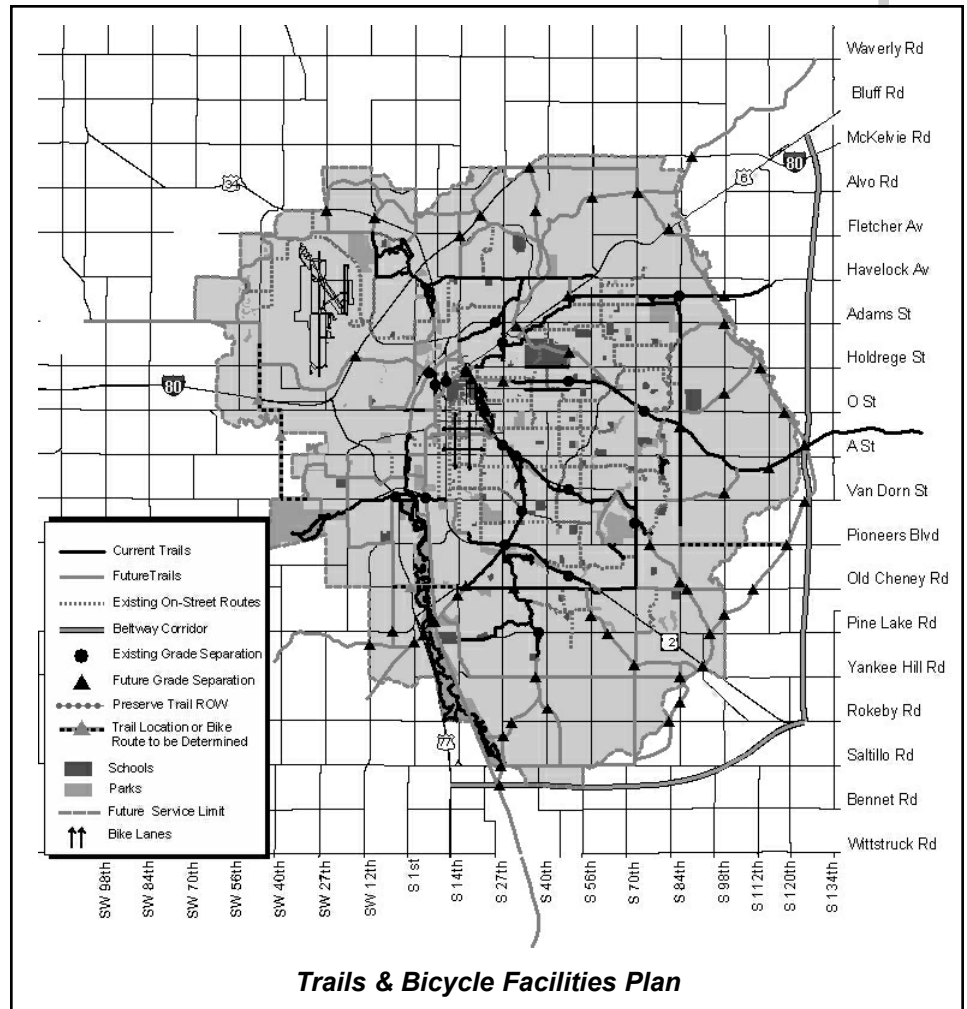 Waverly Rd
Bluff Rd
McKelvie Rd
80
6
34
Alvo Rd
Fletcher Av
Havelock Av
Adams St
Holdrege St
80
O St
A St
Van Dorn St
Pioneers Blvd
Old Cheney Rd
Pine Lake Rd
2
Yankee Hill Rd
Rokeby Rd
77
Saltillo Rd
Bennet Rd
Wittstruck Rd
Current Trails
FutureTrails
Existing On-Street Routes
Beltway Corridor
Existing Grade Separation
Future Grade Separation
Preserve Trail ROW
Trail Location or Bike
Route to be Determined
Schools
Parks
Future Service Limit
Bike Lanes
SW 98th
SW 84th
SW 70th
SW 56th
SW 40th
SW 27th
SW 12th
S 1st
S 14th
S 27th
S 40th
S 56th
S 70th
S 84th
S 98th
S 112th
S 120th
S 134th
Trails & Bicycle Facilities Plan